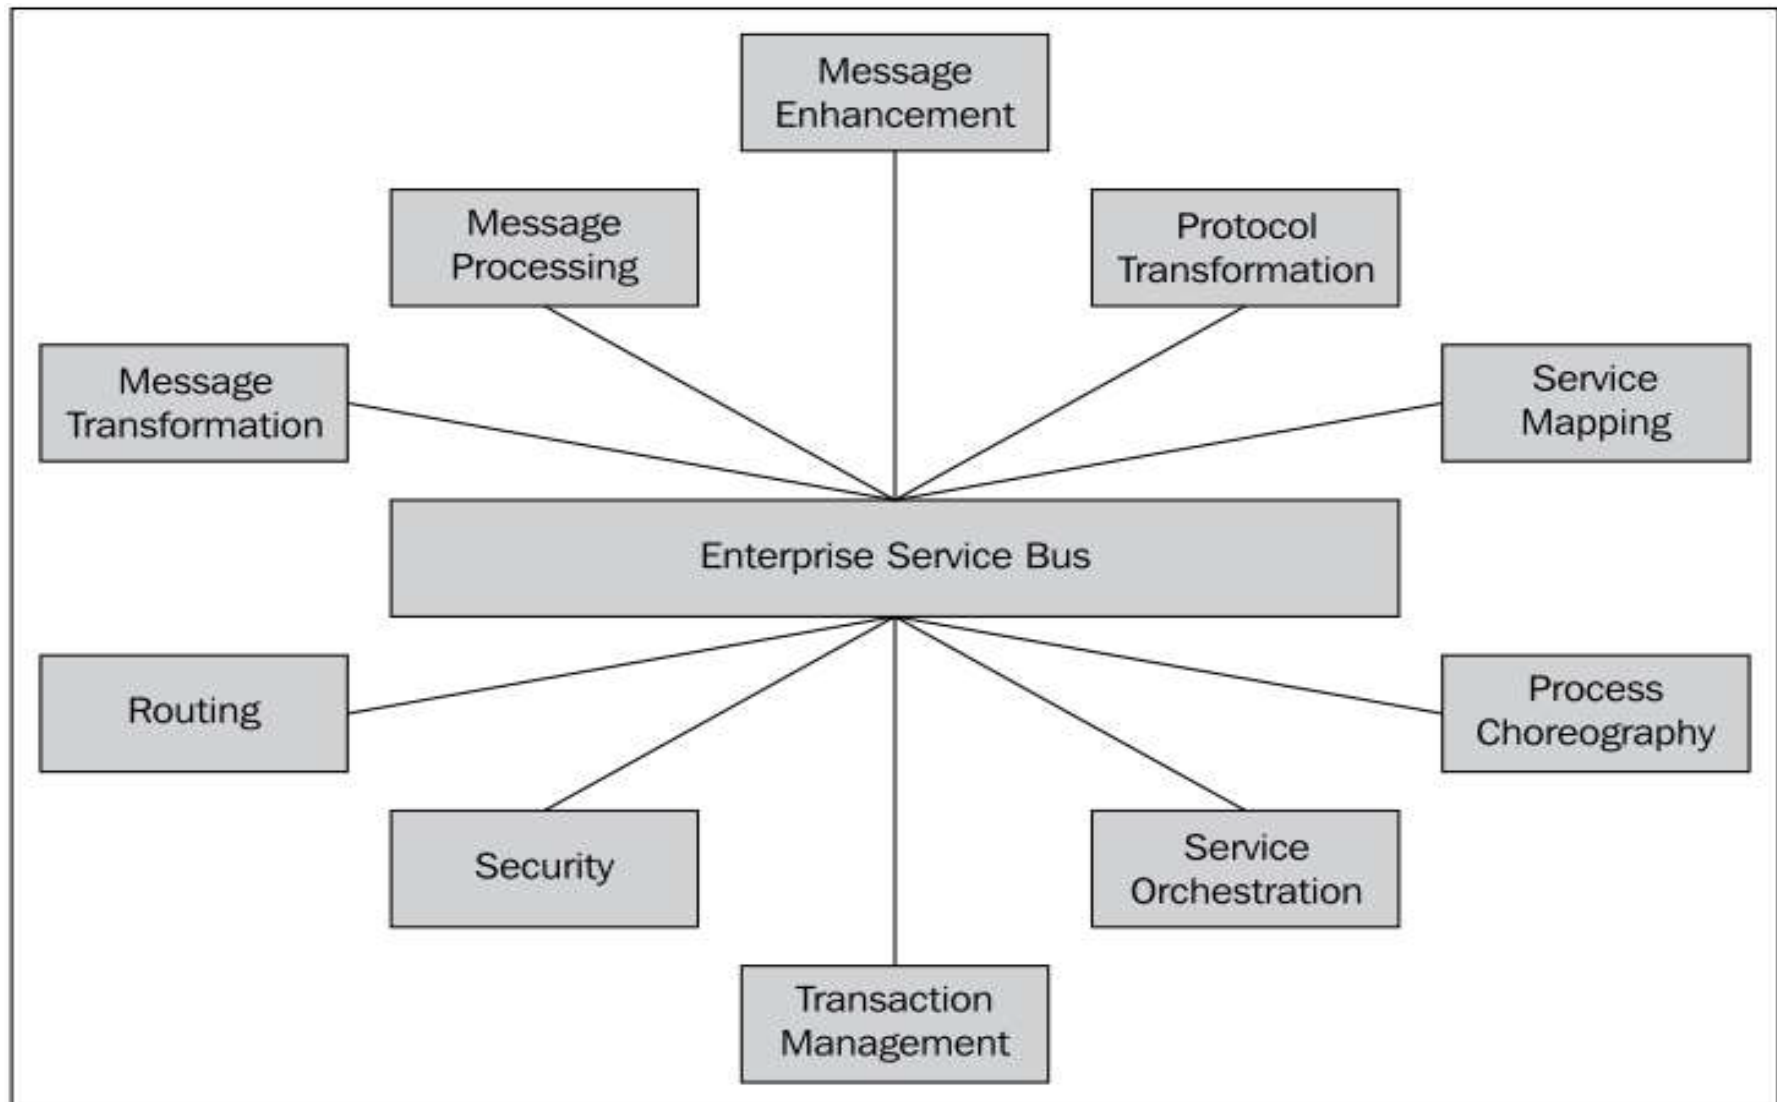 Message
Enhancement
Message
Processing
Protocol
Transformation
Message
Transformation
Service
Mapping
Enterprise Service Bus
Routing
Process
Choreography
Security
Service
Orchestration
Transaction
Management